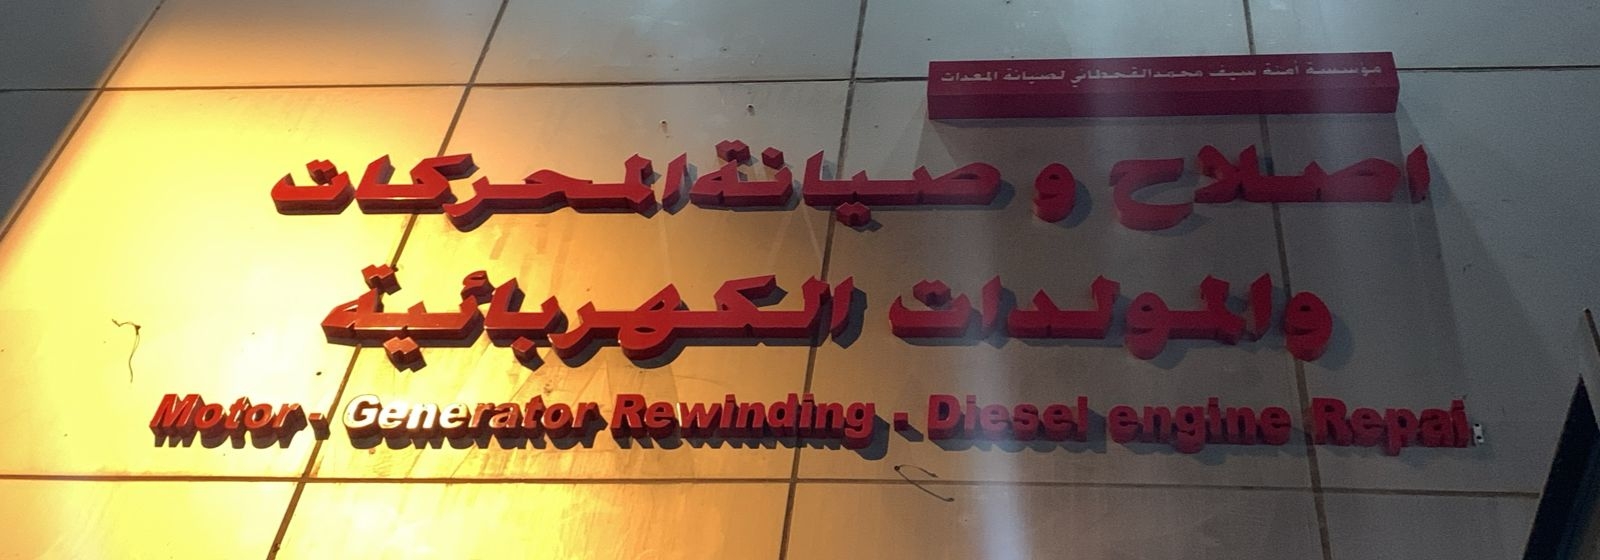 مؤسسة أمنة سيف محمد القحطاني لصيانة المعدات
اصلاح و صيانة المحركات
والمولدات الكهربائية
Motor - Generator Rewinding - Diesel engine Repai